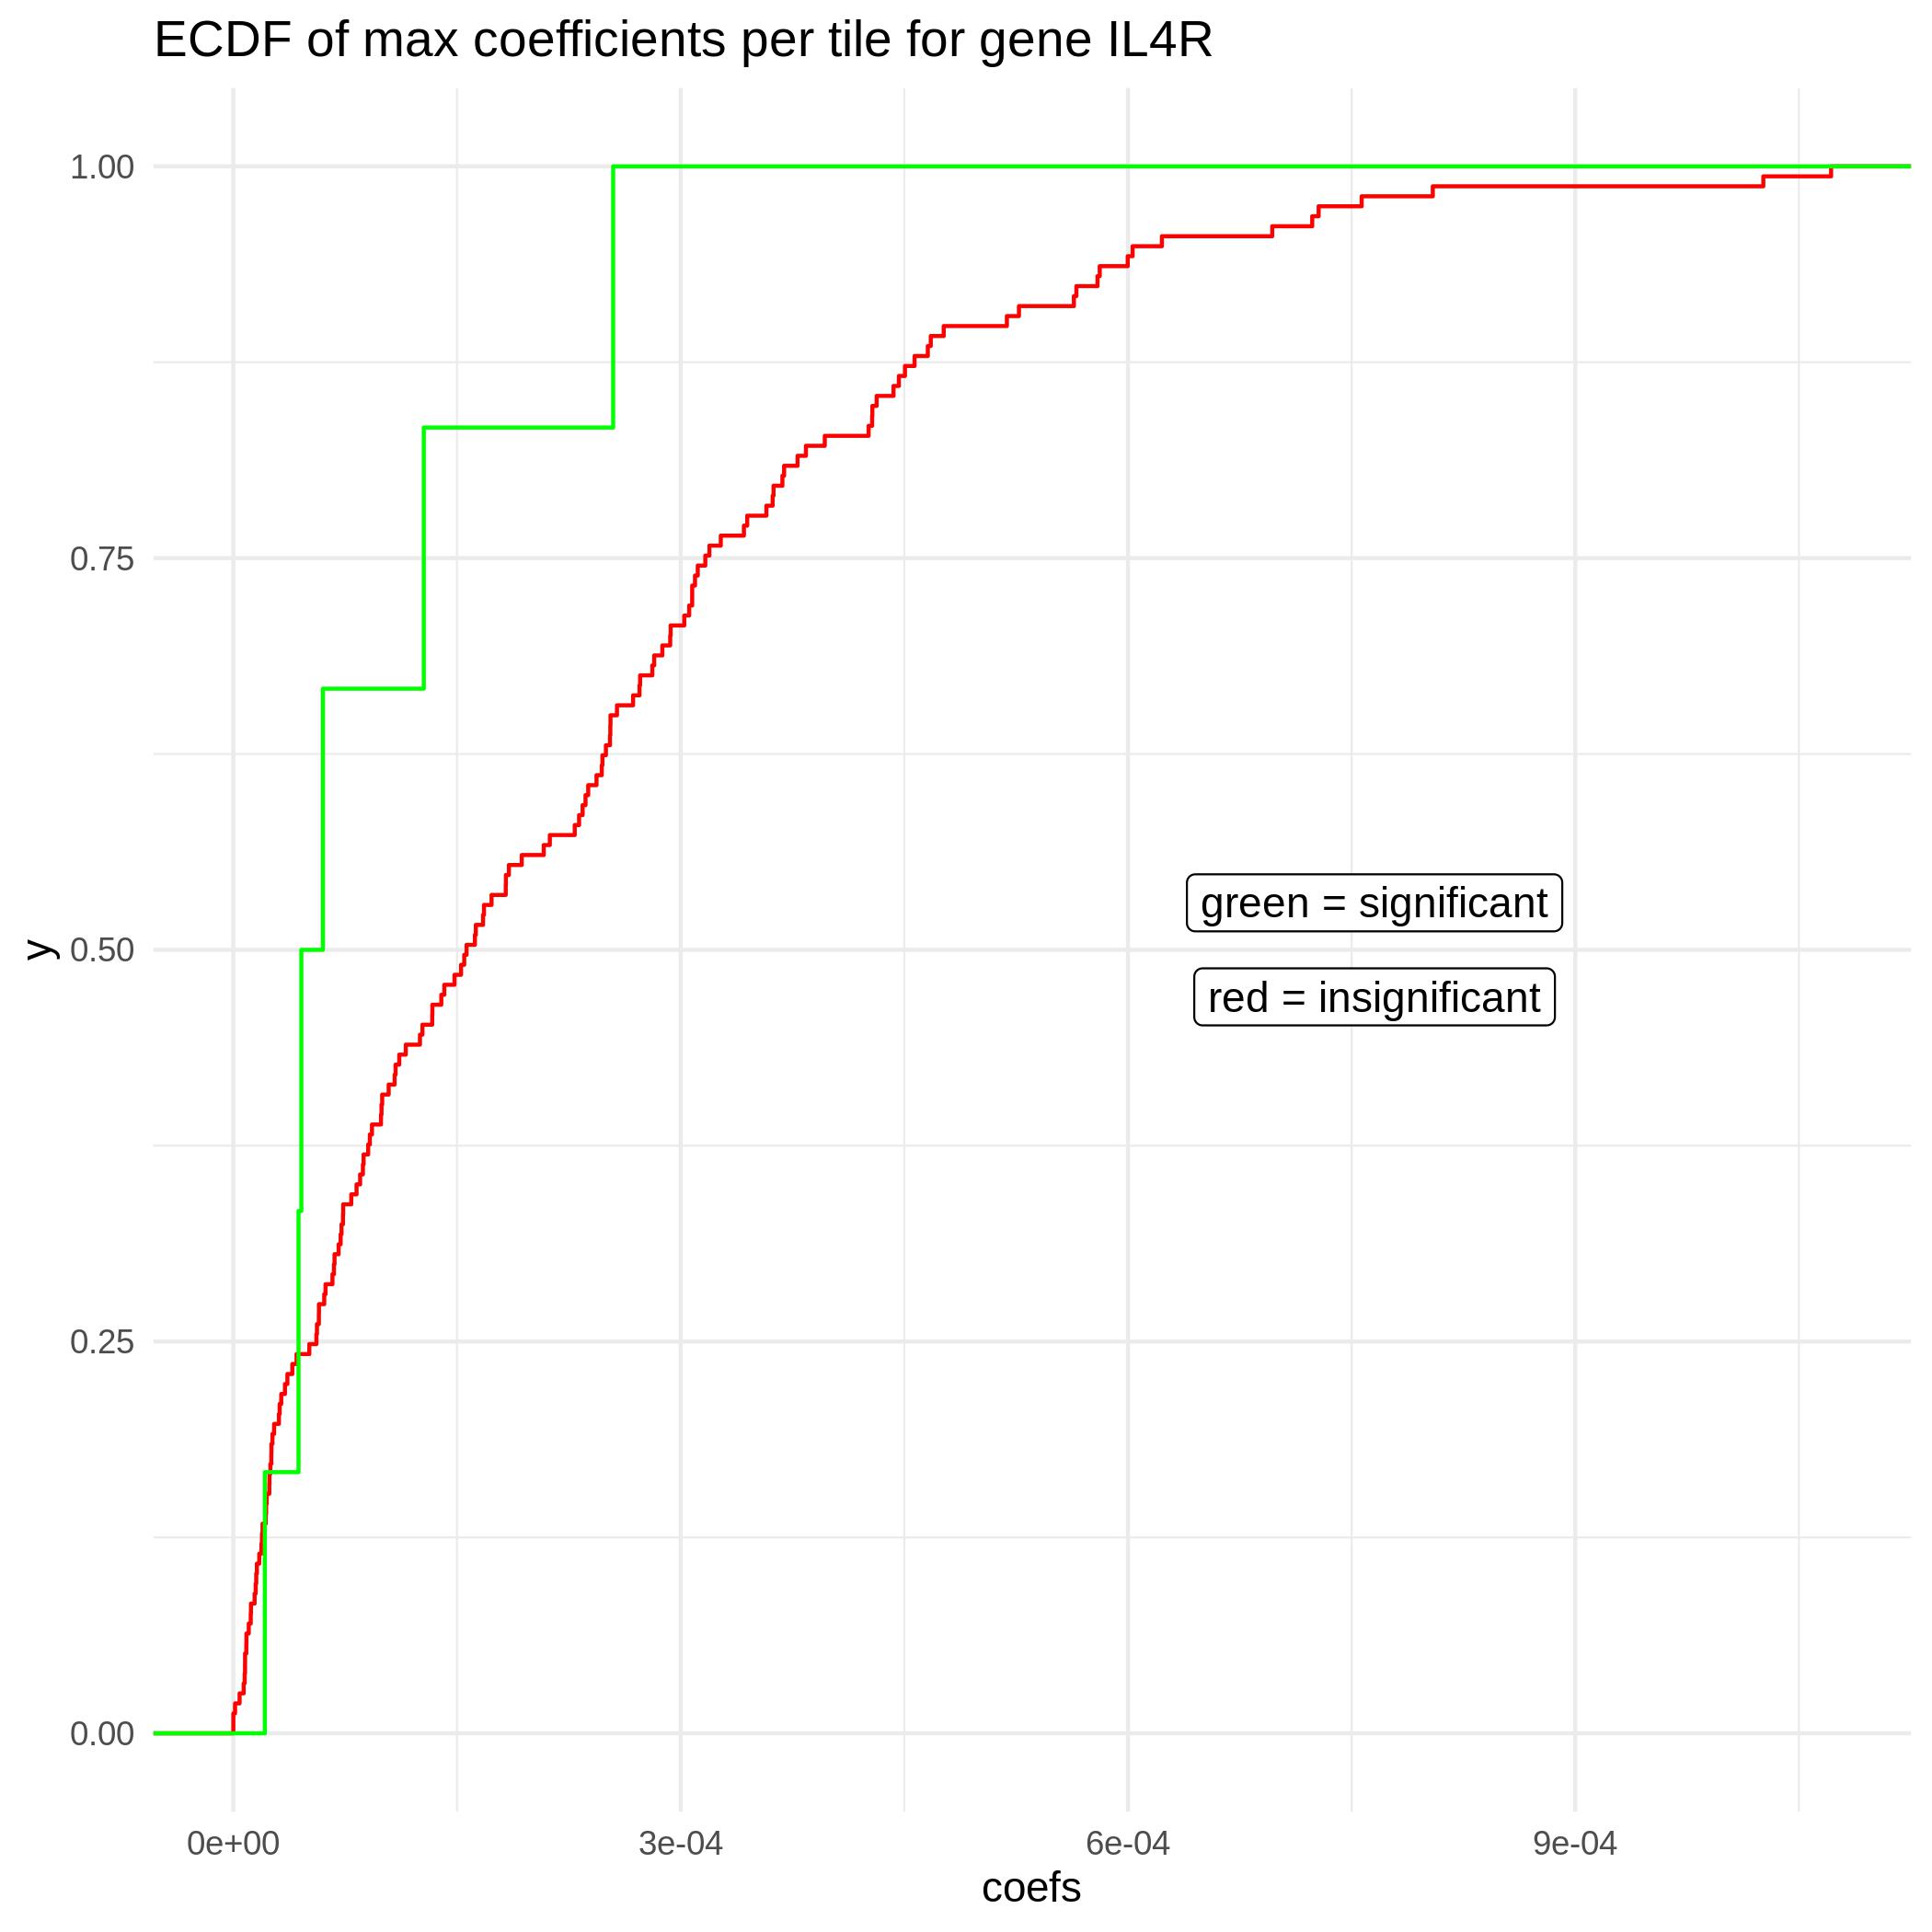 ECDF of max coefficients per tile for gene IL4R
1.00
0.75
0.50
0.25
0.00
y
green = significant
red = insignificant
0e+00 3e-04 6e-04 9e-04
coefs